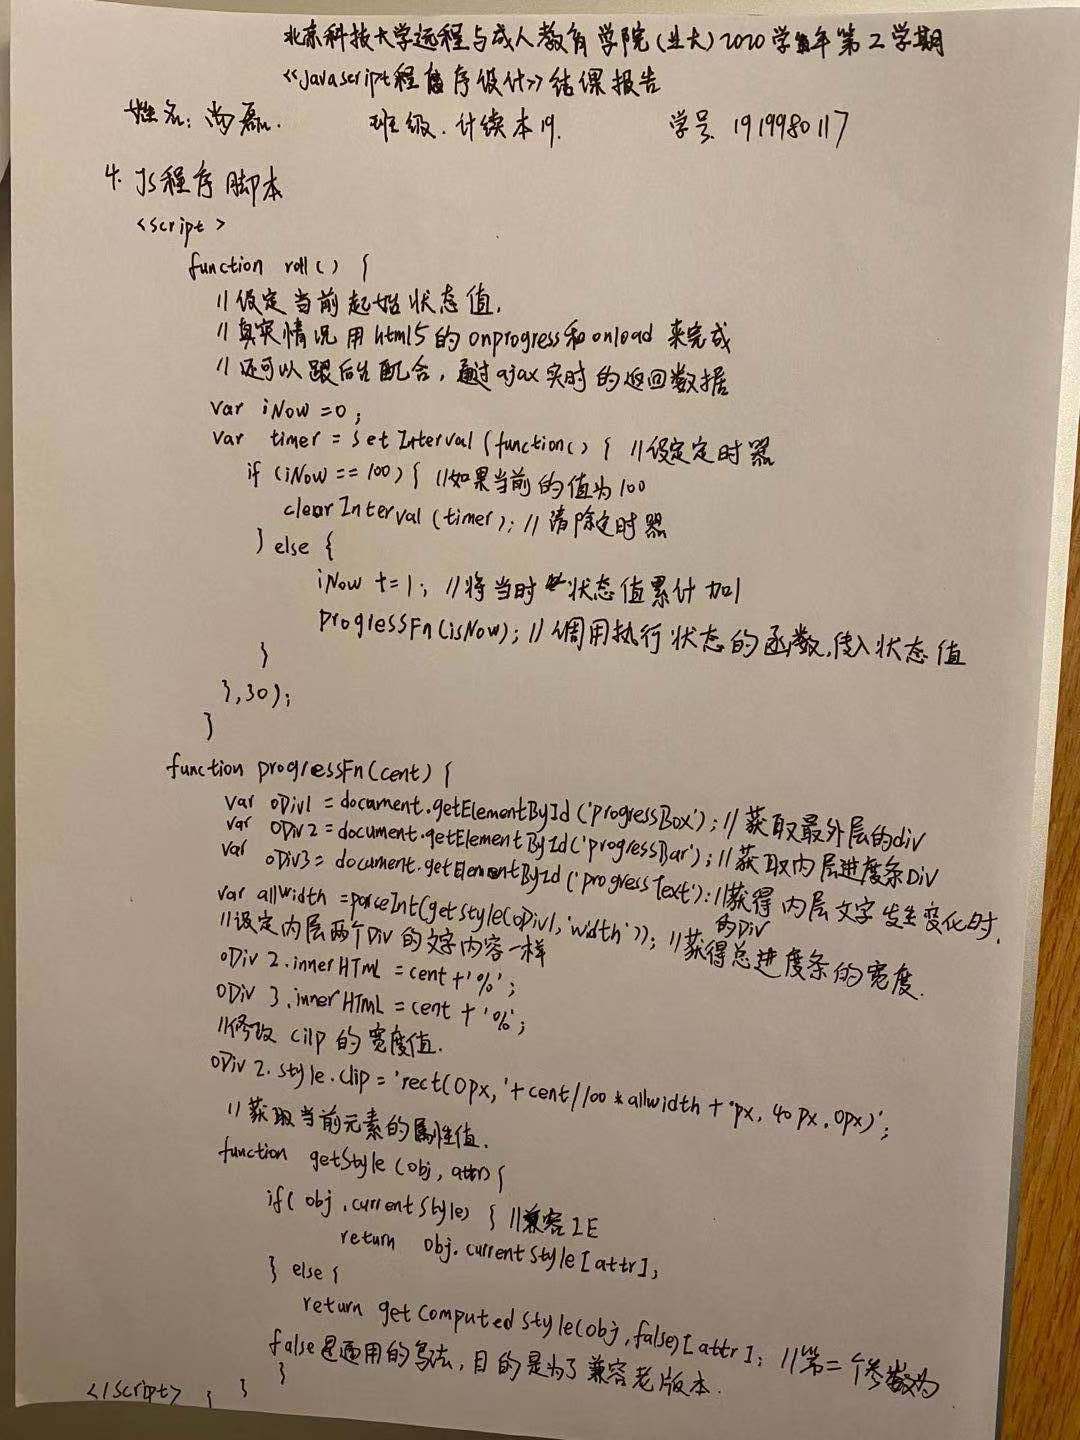 北京科技大学远程与成人教育学院(业大)2020学年第2学期
《Javascript程序设计》结课报告
姓名:尚磊. 班级.计续本19. 学号 1919980117
4. JS程序脚本
<script>
function roll() {
//假定当前起始状态值,
//真实情况用html5的onprogress和onload来完成
//还可以跟后台配合,通过ajax实时的返回数据
var iNow =0;
var timer = setInterval(function() { //设定定时器
if (iNow == 100) { //如果当前的值为100
clearInterval(timer); //清除定时器
} else {
iNow += 1; //将当时状态值累计加1
progressFn(isNow); //调用执行状态的函数,传入状态值
}
},30);
}
function progressFn(cent) {
var oDiv1 = document.getElementById('progressBox'); //获取最外层的div
var oDiv2 = document.getElementById('progressBar'); //获取内层进度条Div
var oDiv3 = document.getElementById('progressText'): //获得内层文字发生变化时.
的Div
var allwidth =parceInt(getstyle(oDiv1,'width')); //获得总进度条的宽度.
//设定内层两个Div的文字内容一样
oDiv 2.innerHTML = cent+'%';
oDiv 3.innerHTML = cent+'%';
//修改 cilp 的宽度值.
oDiv 2.style.clip = 'rect(0px,'+cent/100*allwidth+'px, 40px, 0px)';
//获取当前元素的属性值.
function getStyle (obj, attr) {
if( obj.currentStyle) { //兼容IE
return obj.currentStyle[attr];
} else {
return getComputedStyle(obj,false)[attr]; //第二个参数为
false是通用的写法,目的是为了兼容老版本.
}
</script> } }